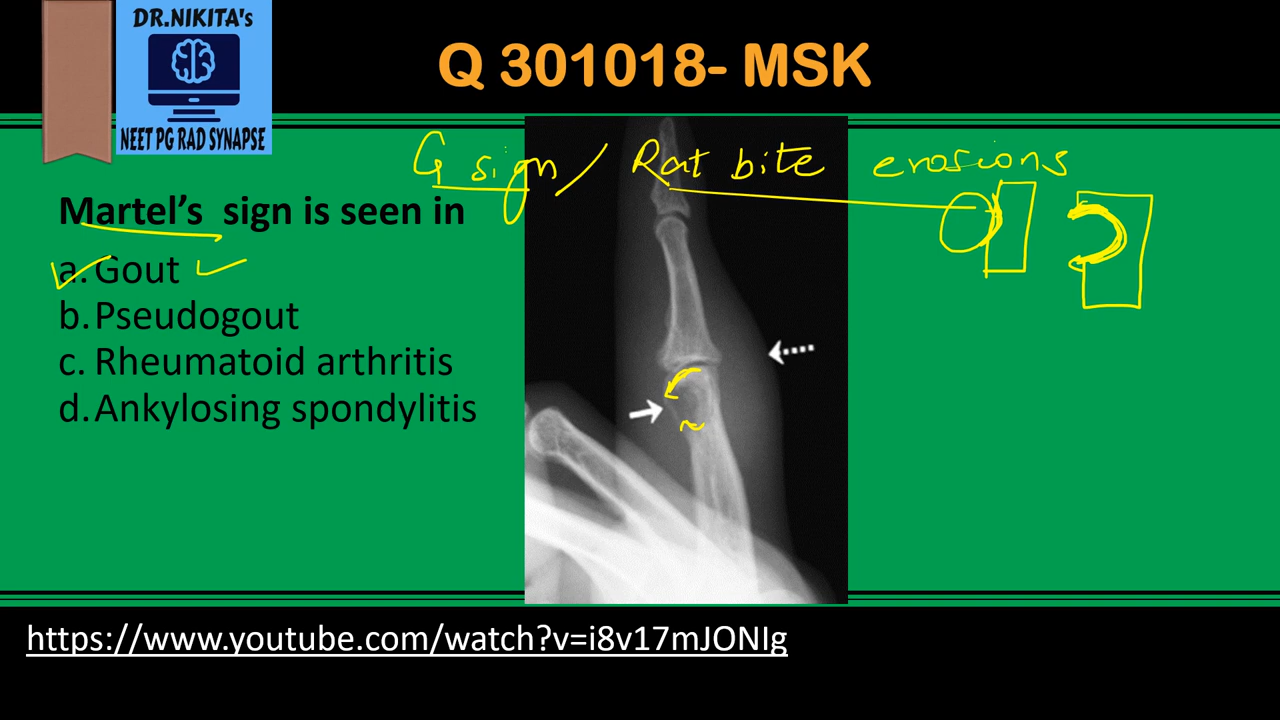 DR.NIKITA's
NEET PG RAD SYNAPSE
Q 301018- MSK
G sign / Rat bite erosions
Martel’s sign is seen in
a. Gout
b. Pseudogout
c. Rheumatoid arthritis
d. Ankylosing spondylitis
https://www.youtube.com/watch?v=i8v17mJONIg